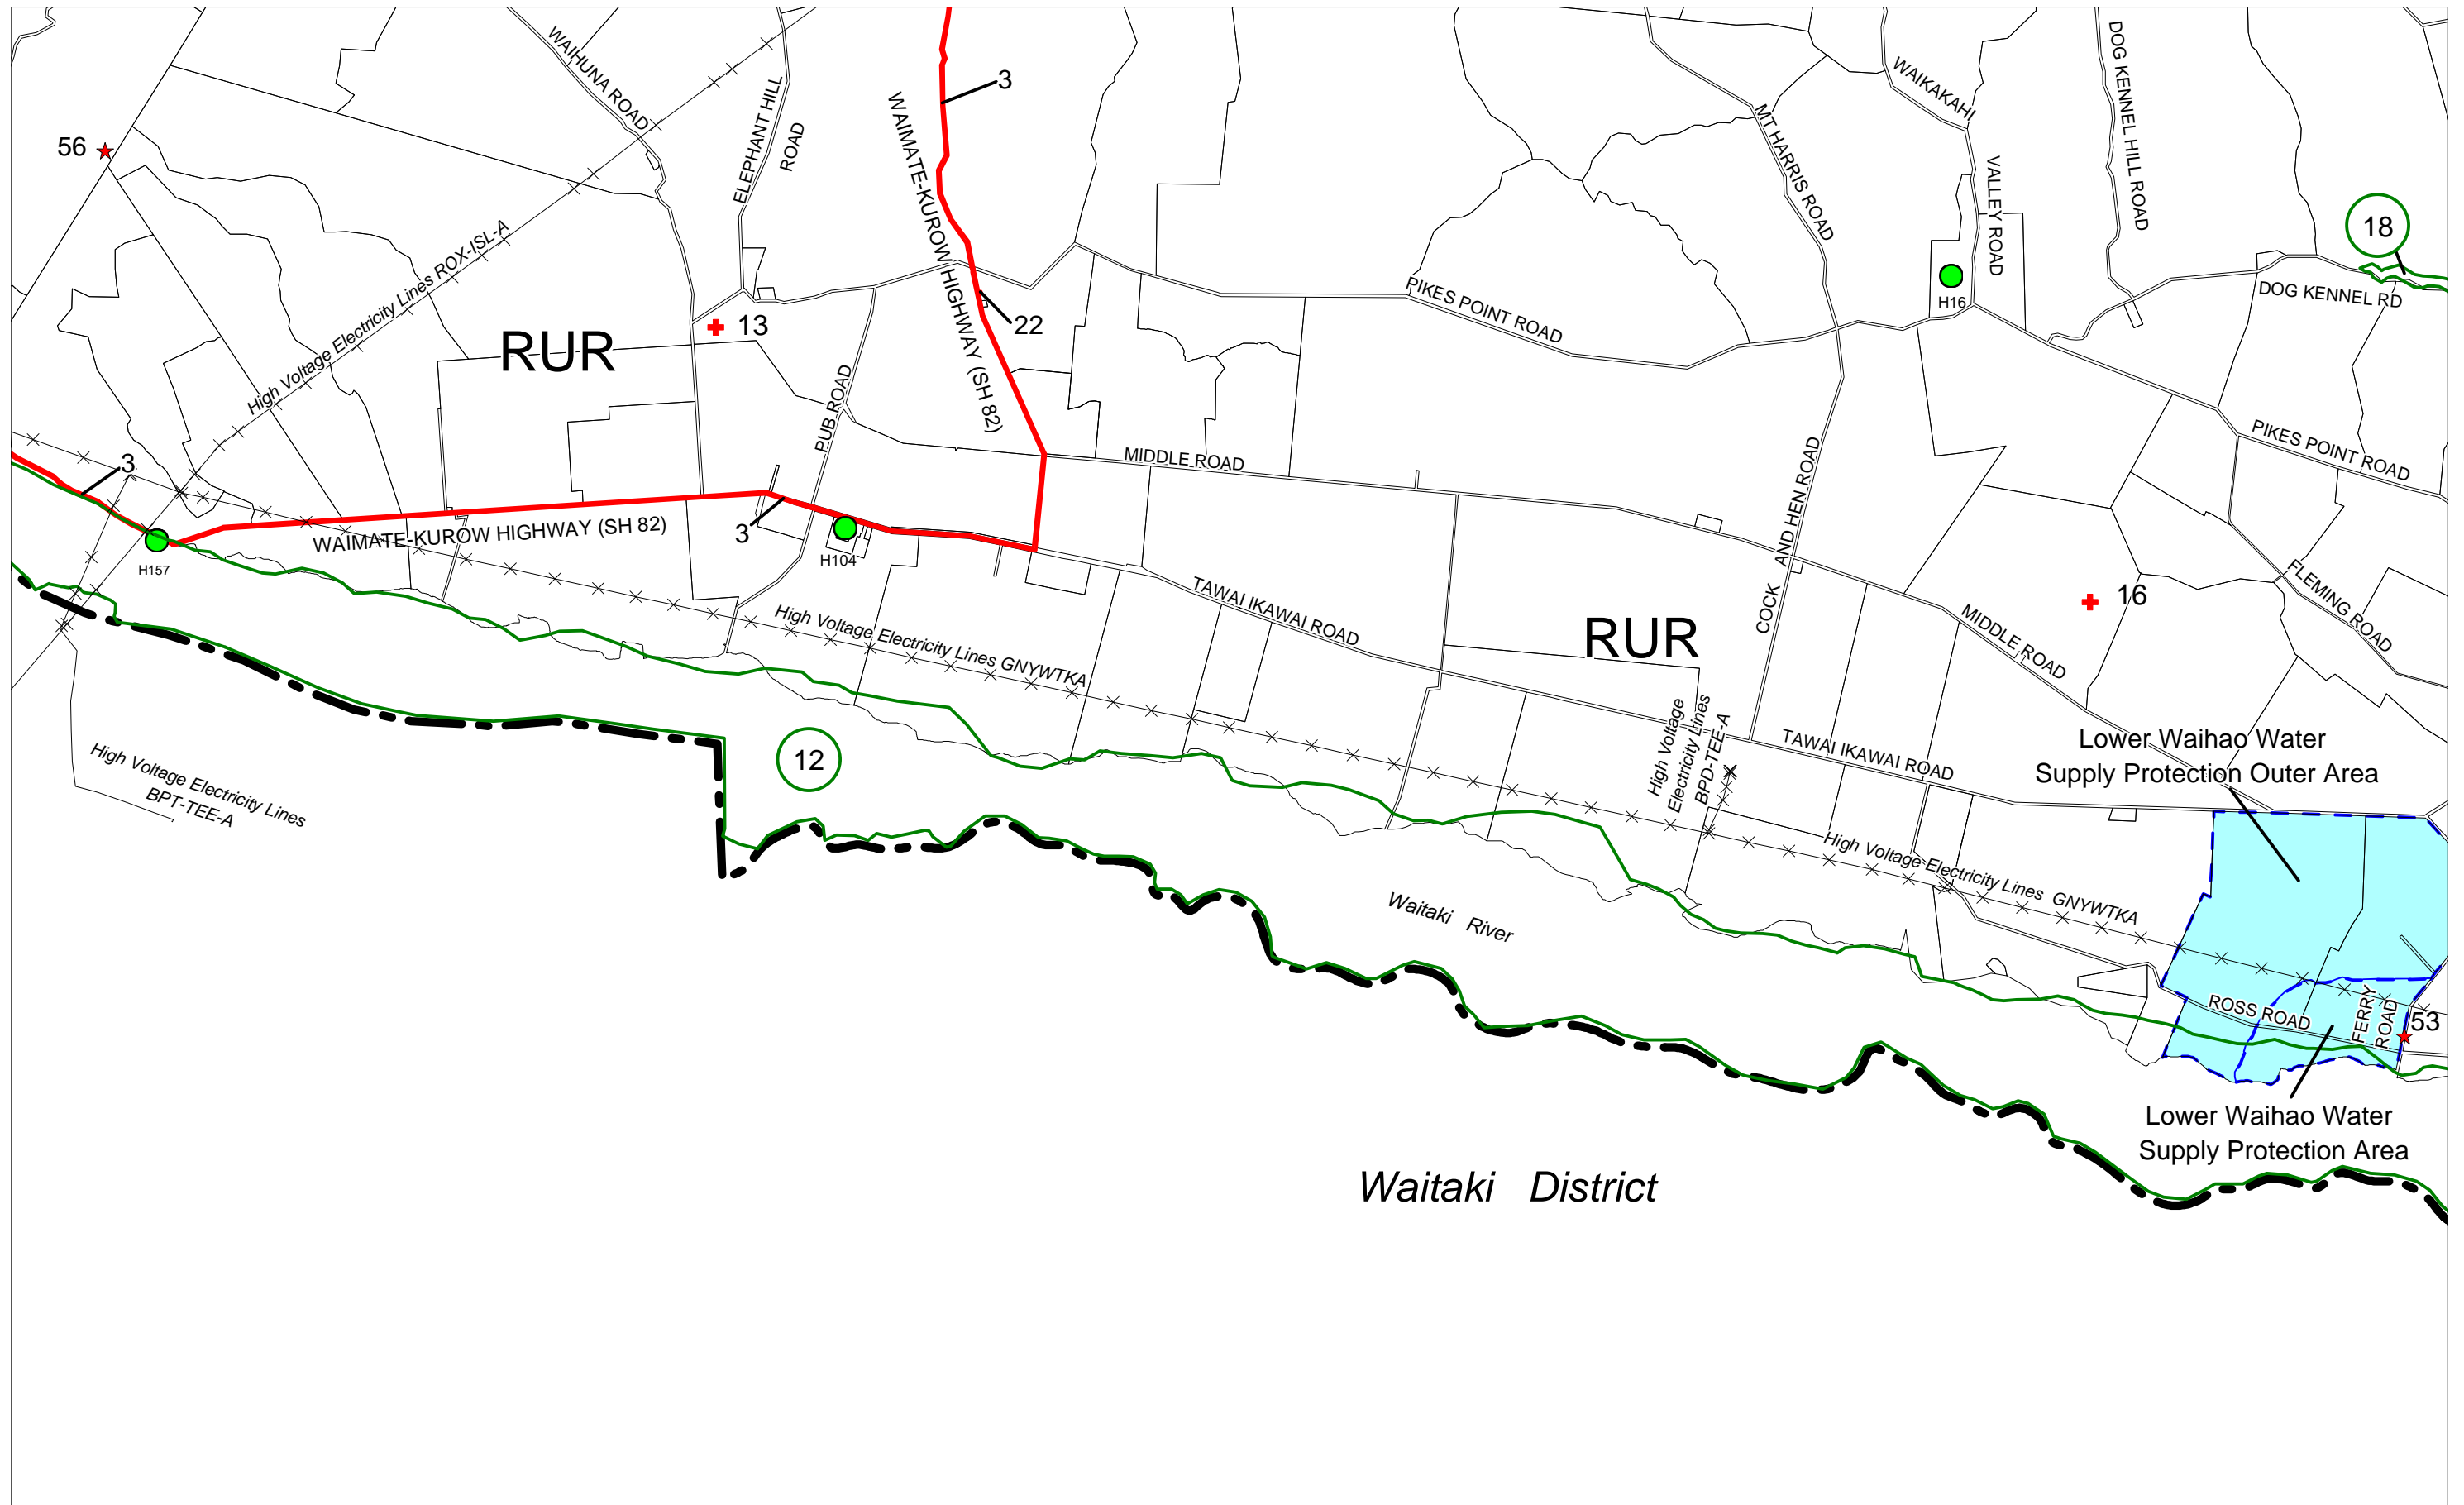 WAIHUNA ROAD
ELEPHANT HILL
ROAD
3
WAIMATE-KUROW HIGHWAY (SH 82)
MT HARRIS ROAD
WAIKAKAHI
VALLEY ROAD
DOG KENNEL HILL ROAD
56
18
H16
DOG KENNEL RD
High Voltage Electricity Lines ROX-ISL-A
RUR
13
22
PIKES POINT ROAD
PUB ROAD
MIDDLE ROAD
PIKES POINT ROAD
3
WAIMATE-KUROW HIGHWAY (SH 82)
3
H157
H104
COCK AND HEN ROAD
TAWAI IKAWAI ROAD
RUR
16
FLEMING ROAD
MIDDLE ROAD
High Voltage Electricity Lines GNYWTKA
High Voltage
Electricity Lines
BPD-TEE-A
TAWAI IKAWAI ROAD
Lower Waihao Water
Supply Protection Outer Area
High Voltage Electricity Lines
BPT-TEE-A
12
High Voltage Electricity Lines GNYWTKA
Waitaki River
ROSS ROAD
FERRY
ROAD
53
Lower Waihao Water
Supply Protection Area
Waitaki District